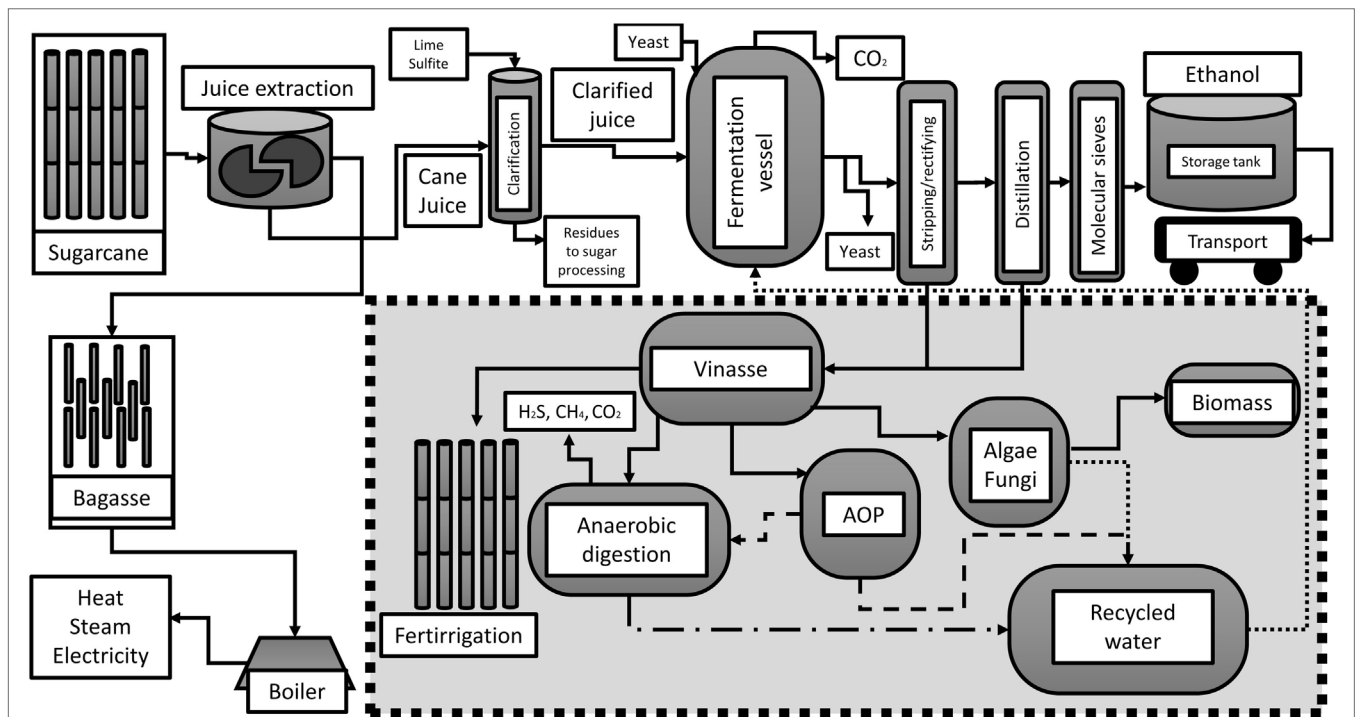 Sugarcane
Juice extraction
Lime
Sulfite
Clarification
Cane
Juice
Residues
to sugar
processing
Clarified
juice
Yeast
Fermentation
vessel
CO₂
Yeast
Stripping/rectifying
Distillation
Molecular sieves
Ethanol
Storage tank
Transport
Bagasse
Boiler
Heat
Steam
Electricity
Vinasse
H₂S, CH₄, CO₂
Fertirrigation
Anaerobic
digestion
AOP
Algae
Fungi
Biomass
Recycled
water